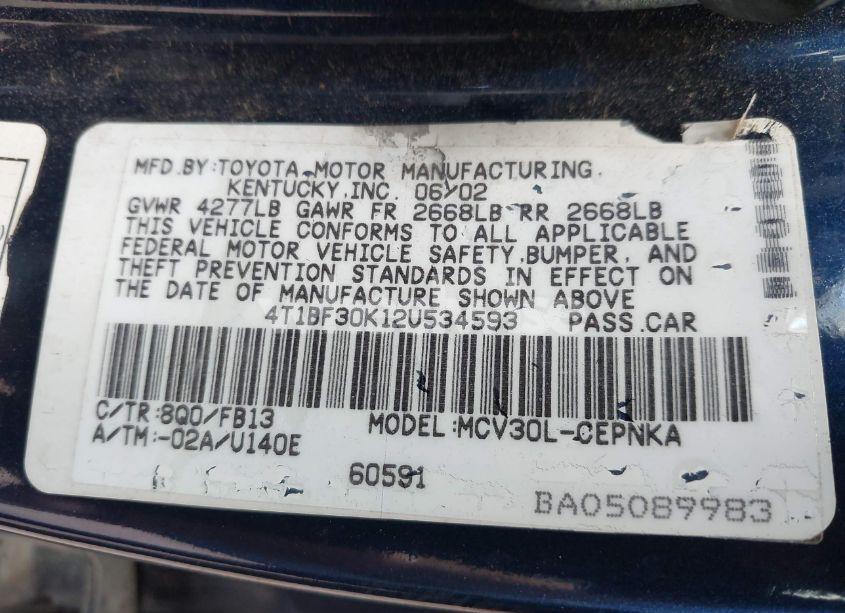 MFD.BY:TOYOTA MOTOR MANUFACTURING,
KENTUCKY,INC. 06/02
GVWR 4277LB GAWR FR 2668LB RR 2668LB
THIS VEHICLE CONFORMS TO ALL APPLICABLE
FEDERAL MOTOR VEHICLE SAFETY,BUMPER, AND
THEFT PREVENTION STANDARDS IN EFFECT ON
THE DATE OF MANUFACTURE SHOWN ABOVE
4T1BF30K12U534593 PASS.CAR
C/TR:8Q0/FB13 MODEL:MCV30L-CEPNKA
A/TM:-02A/U140E
60591
BA05089983